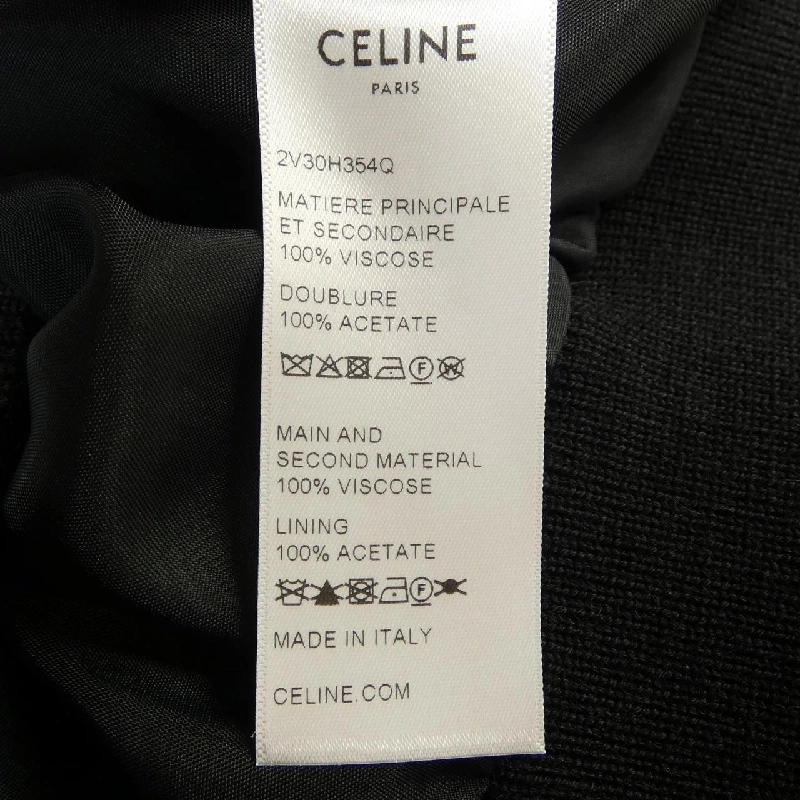 CELINE
PARIS
2V30H354Q
MATIERE PRINCIPALE
ET SECONDAIRE
100% VISCOSE
DOUBLURE
100% ACETATE
F W
MAIN AND
SECOND MATERIAL
100% VISCOSE
LINING
100% ACETATE
F
MADE IN ITALY
CELINE.COM